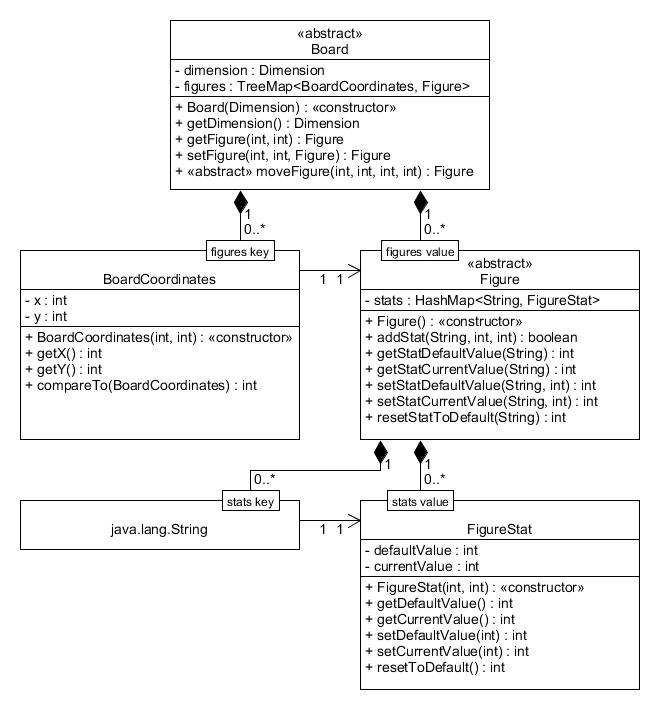 «abstract»
Board
- dimension : Dimension
- figures : TreeMap<BoardCoordinates, Figure>
+ Board(Dimension) : «constructor»
+ getDimension() : Dimension
+ getFigure(int, int) : Figure
+ setFigure(int, int, Figure) : Figure
+ «abstract» moveFigure(int, int, int, int) : Figure
1
0..*
1
0..*
figures key
figures value
BoardCoordinates
- x : int
- y : int
+ BoardCoordinates(int, int) : «constructor»
+ getX() : int
+ getY() : int
+ compareTo(BoardCoordinates) : int
1 1
«abstract»
Figure
- stats : HashMap<String, FigureStat>
+ Figure() : «constructor»
+ addStat(String, int, int) : boolean
+ getStatDefaultValue(String) : int
+ getStatCurrentValue(String) : int
+ setStatDefaultValue(String, int) : int
+ setStatCurrentValue(String, int) : int
+ resetStatToDefault(String) : int
1
0..*
1
0..*
stats key
stats value
java.lang.String
1 1
FigureStat
- defaultValue : int
- currentValue : int
+ FigureStat(int, int) : «constructor»
+ getDefaultValue() : int
+ getCurrentValue() : int
+ setDefaultValue(int) : int
+ setCurrentValue(int) : int
+ resetToDefault() : int